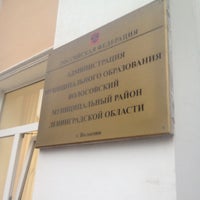 РОССИЙСКАЯ ФЕДЕРАЦИЯ
АДМИНИСТРАЦИЯ
МУНИЦИПАЛЬНОГО ОБРАЗОВАНИЯ
ВОЛОСОВСКИЙ
МУНИЦИПАЛЬНЫЙ РАЙОН
ЛЕНИНГРАДСКОЙ ОБЛАСТИ
г. Волосово